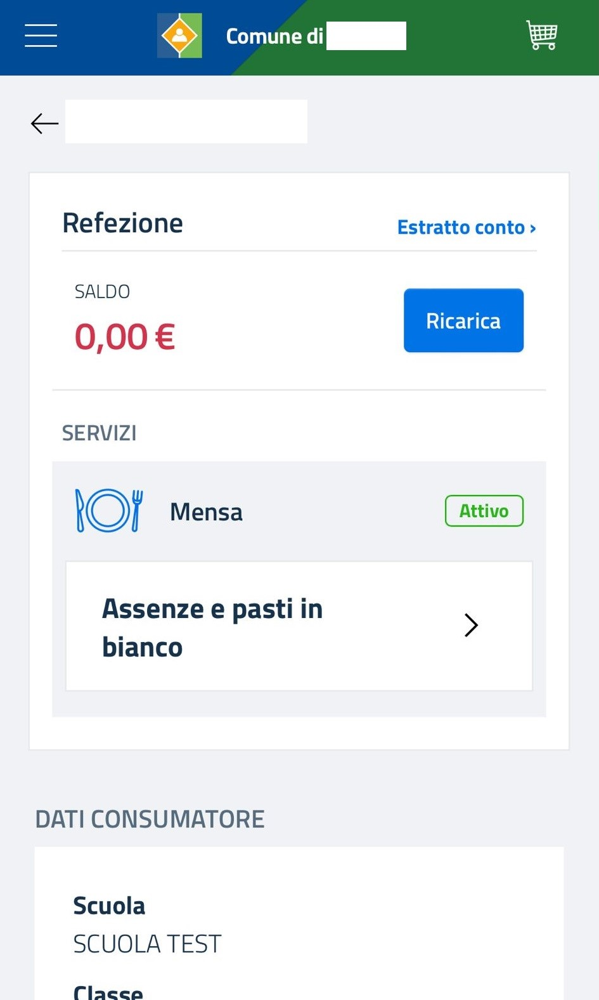 Comune di
Refezione
Estratto conto ›
SALDO
0,00 €
Ricarica
SERVIZI
Mensa
Attivo
Assenze e pasti in
bianco
DATI CONSUMATORE
Scuola
SCUOLA TEST
Classe